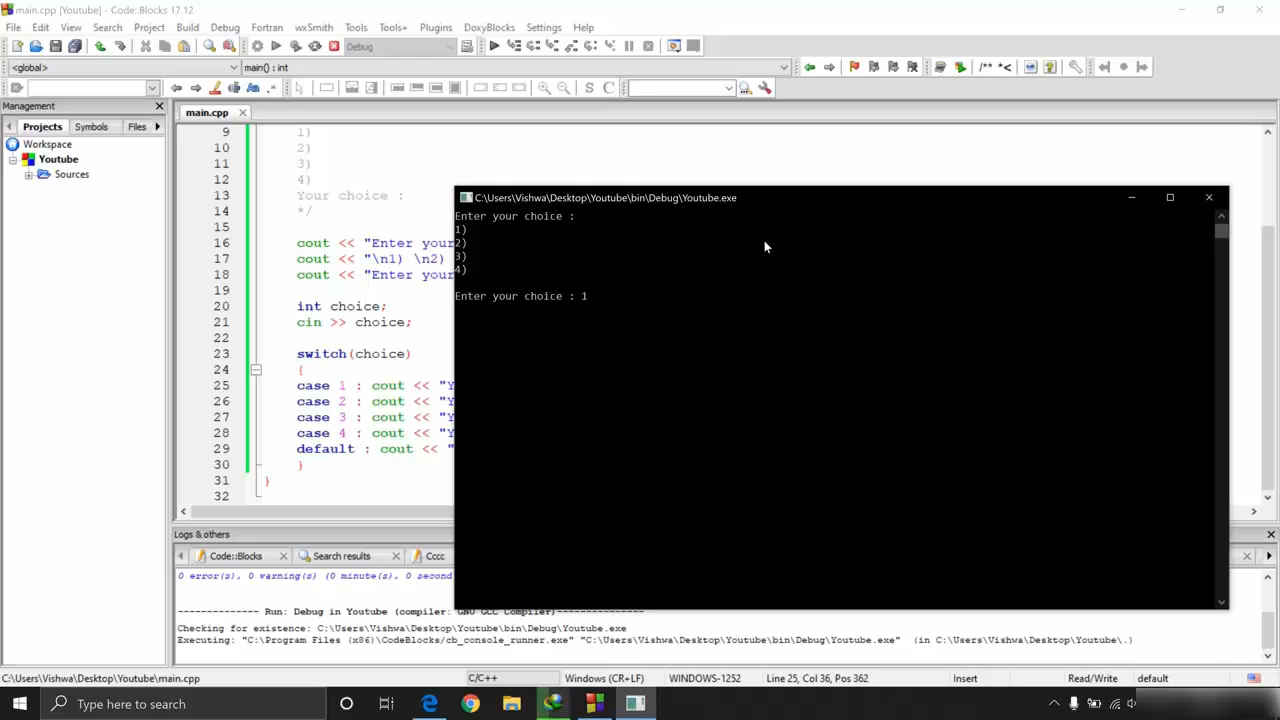 main.cpp [Youtube] - Code::Blocks 17.12
File Edit View Search Project Build Debug Fortran wxSmith Tools Tools+ Plugins DoxyBlocks Settings Help
Debug
<global> main() : int /** *<
S C
Management
Projects Symbols Files
Workspace
Youtube
Sources
main.cpp
9 1)
10 2)
11 3)
12 4)
13 Your choice :
14 */
15
16 cout << "Enter your
17 cout << "\n1) \n2)
18 cout << "Enter your
19
20 int choice;
21 cin >> choice;
22
23 switch(choice)
24 {
25 case 1 : cout << "Y
26 case 2 : cout << "Y
27 case 3 : cout << "Y
28 case 4 : cout << "Y
29 default : cout << "
30 }
31 }
32
C:\Users\Vishwa\Desktop\Youtube\bin\Debug\Youtube.exe
Enter your choice :
1)
2)
3)
4)
Enter your choice : 1
Logs & others
Code::Blocks Search results Cccc
0 error(s), 0 warning(s) (0 minute(s), 0 second
-------------- Run: Debug in Youtube (compiler: GNU GCC Compiler)---------------
Checking for existence: C:\Users\Vishwa\Desktop\Youtube\bin\Debug\Youtube.exe
Executing: "C:\Program Files (x86)\CodeBlocks/cb_console_runner.exe" "C:\Users\Vishwa\Desktop\Youtube\bin\Debug\Youtube.exe" (in C:\Users\Vishwa\Desktop\Youtube\.)
C:\Users\Vishwa\Desktop\Youtube\main.cpp C/C++ Windows (CR+LF) WINDOWS-1252 Line 25, Col 36, Pos 362 Insert Read/Write default
Type here to search